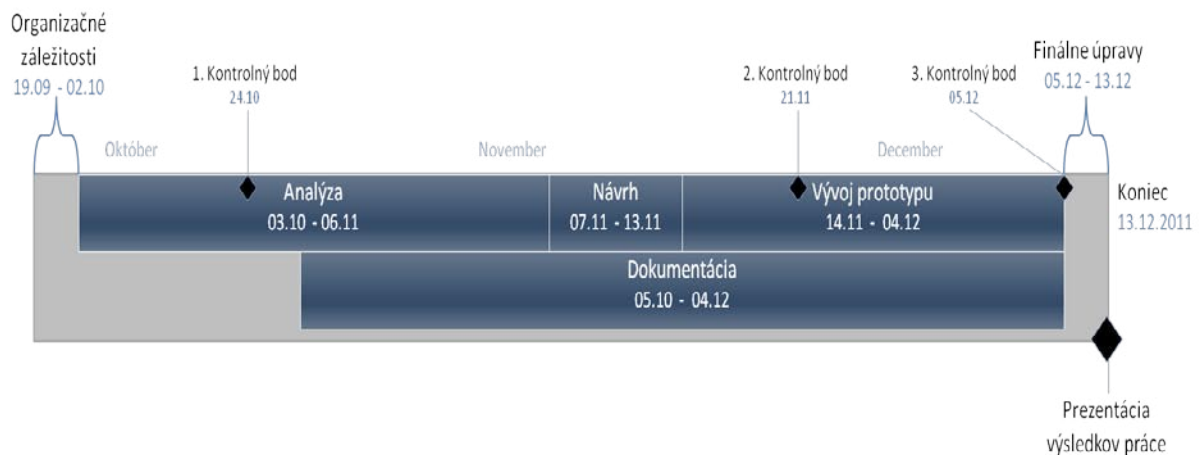 Organizačné
záležitosti
19.09 - 02.10
1. Kontrolný bod
24.10
2. Kontrolný bod
21.11
3. Kontrolný bod
05.12
Finálne úpravy
05.12 - 13.12
Október
November
December
Analýza
03.10 - 06.11
Návrh
07.11 - 13.11
Vývoj prototypu
14.11 - 04.12
Koniec
13.12.2011
Dokumentácia
05.10 - 04.12
Prezentácia
výsledkov práce